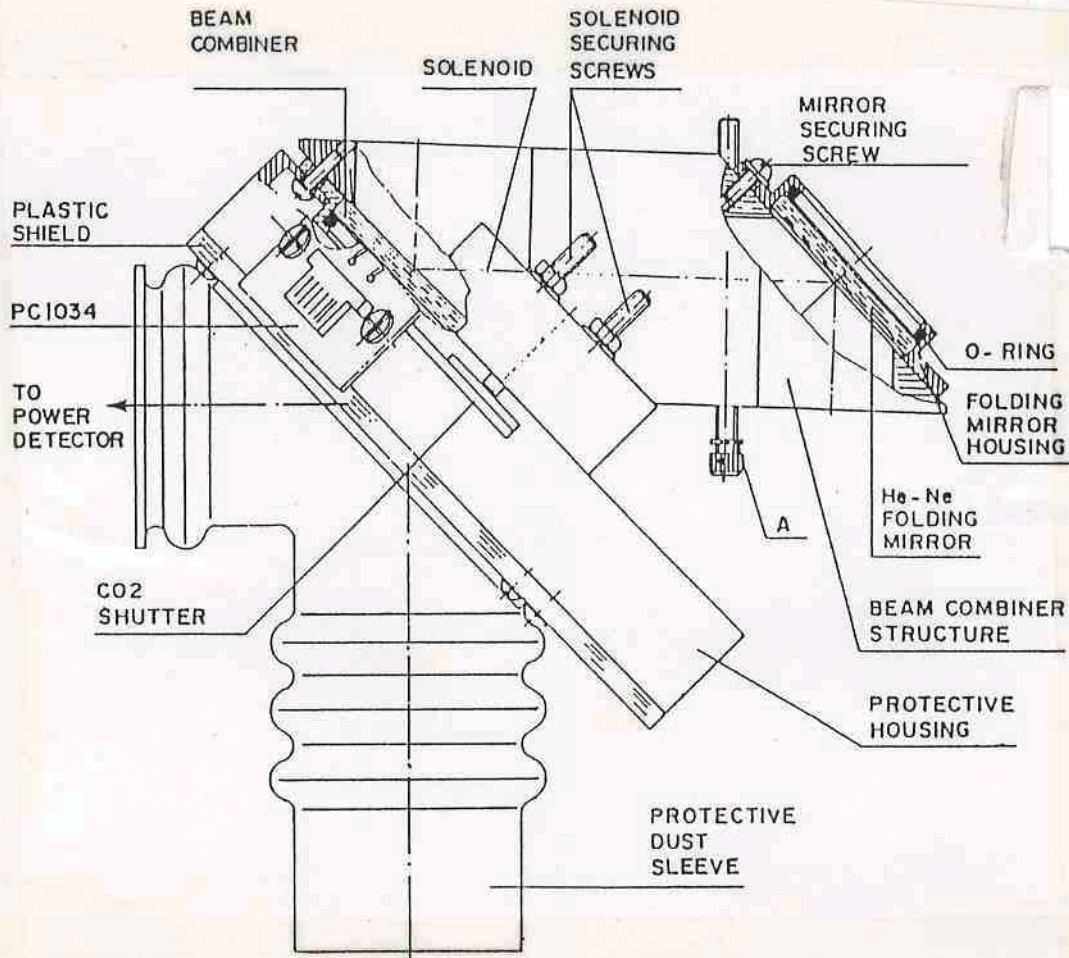 BEAM
COMBINER
SOLENOID
SOLENOID
SECURING
SCREWS
MIRROR
SECURING
SCREW
PLASTIC
SHIELD
PC1034
TO
POWER
DETECTOR
O-RING
FOLDING
MIRROR
HOUSING
He-Ne
FOLDING
MIRROR
A
CO2
SHUTTER
BEAM COMBINER
STRUCTURE
PROTECTIVE
HOUSING
PROTECTIVE
DUST
SLEEVE